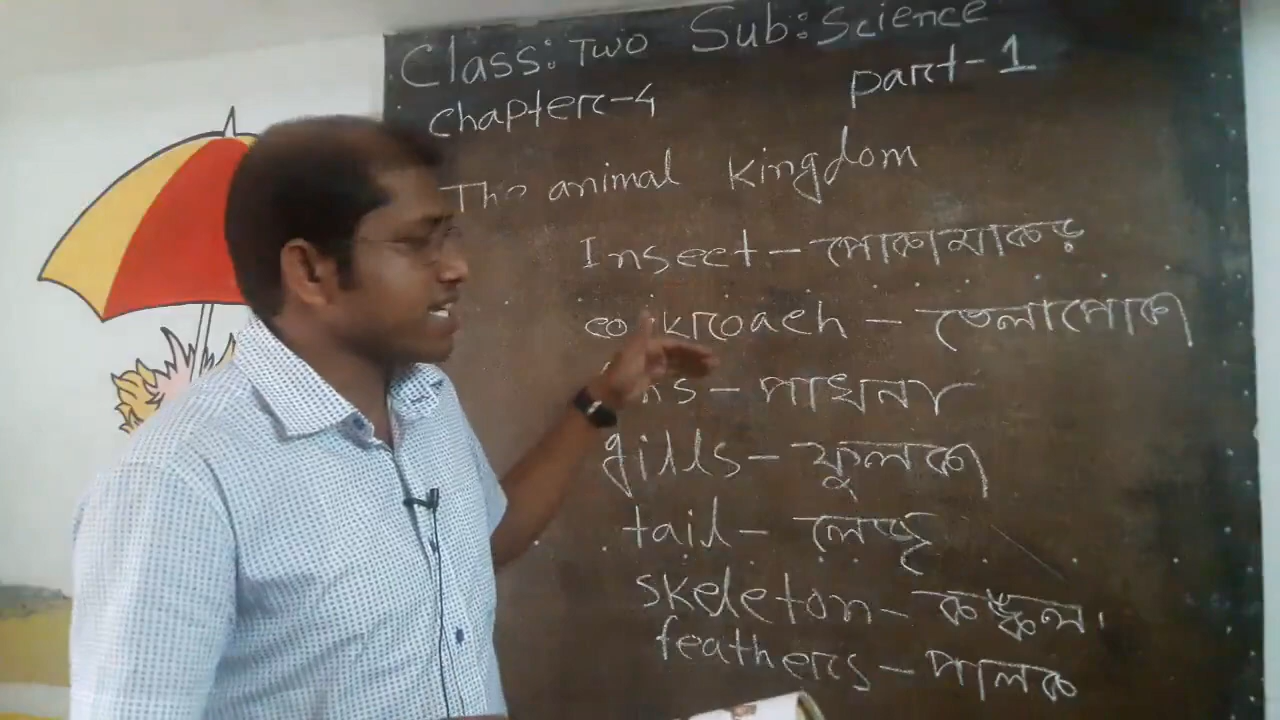 Class: Two Sub: Science
Chapter-4 part-1
The animal kingdom
Insect - পোকামাকড়
cockroach - তেলাপোকা
- পাখনা
gills - ফুলকা
tail - লেজ
skeleton - কঙ্কাল
feathers - পালক